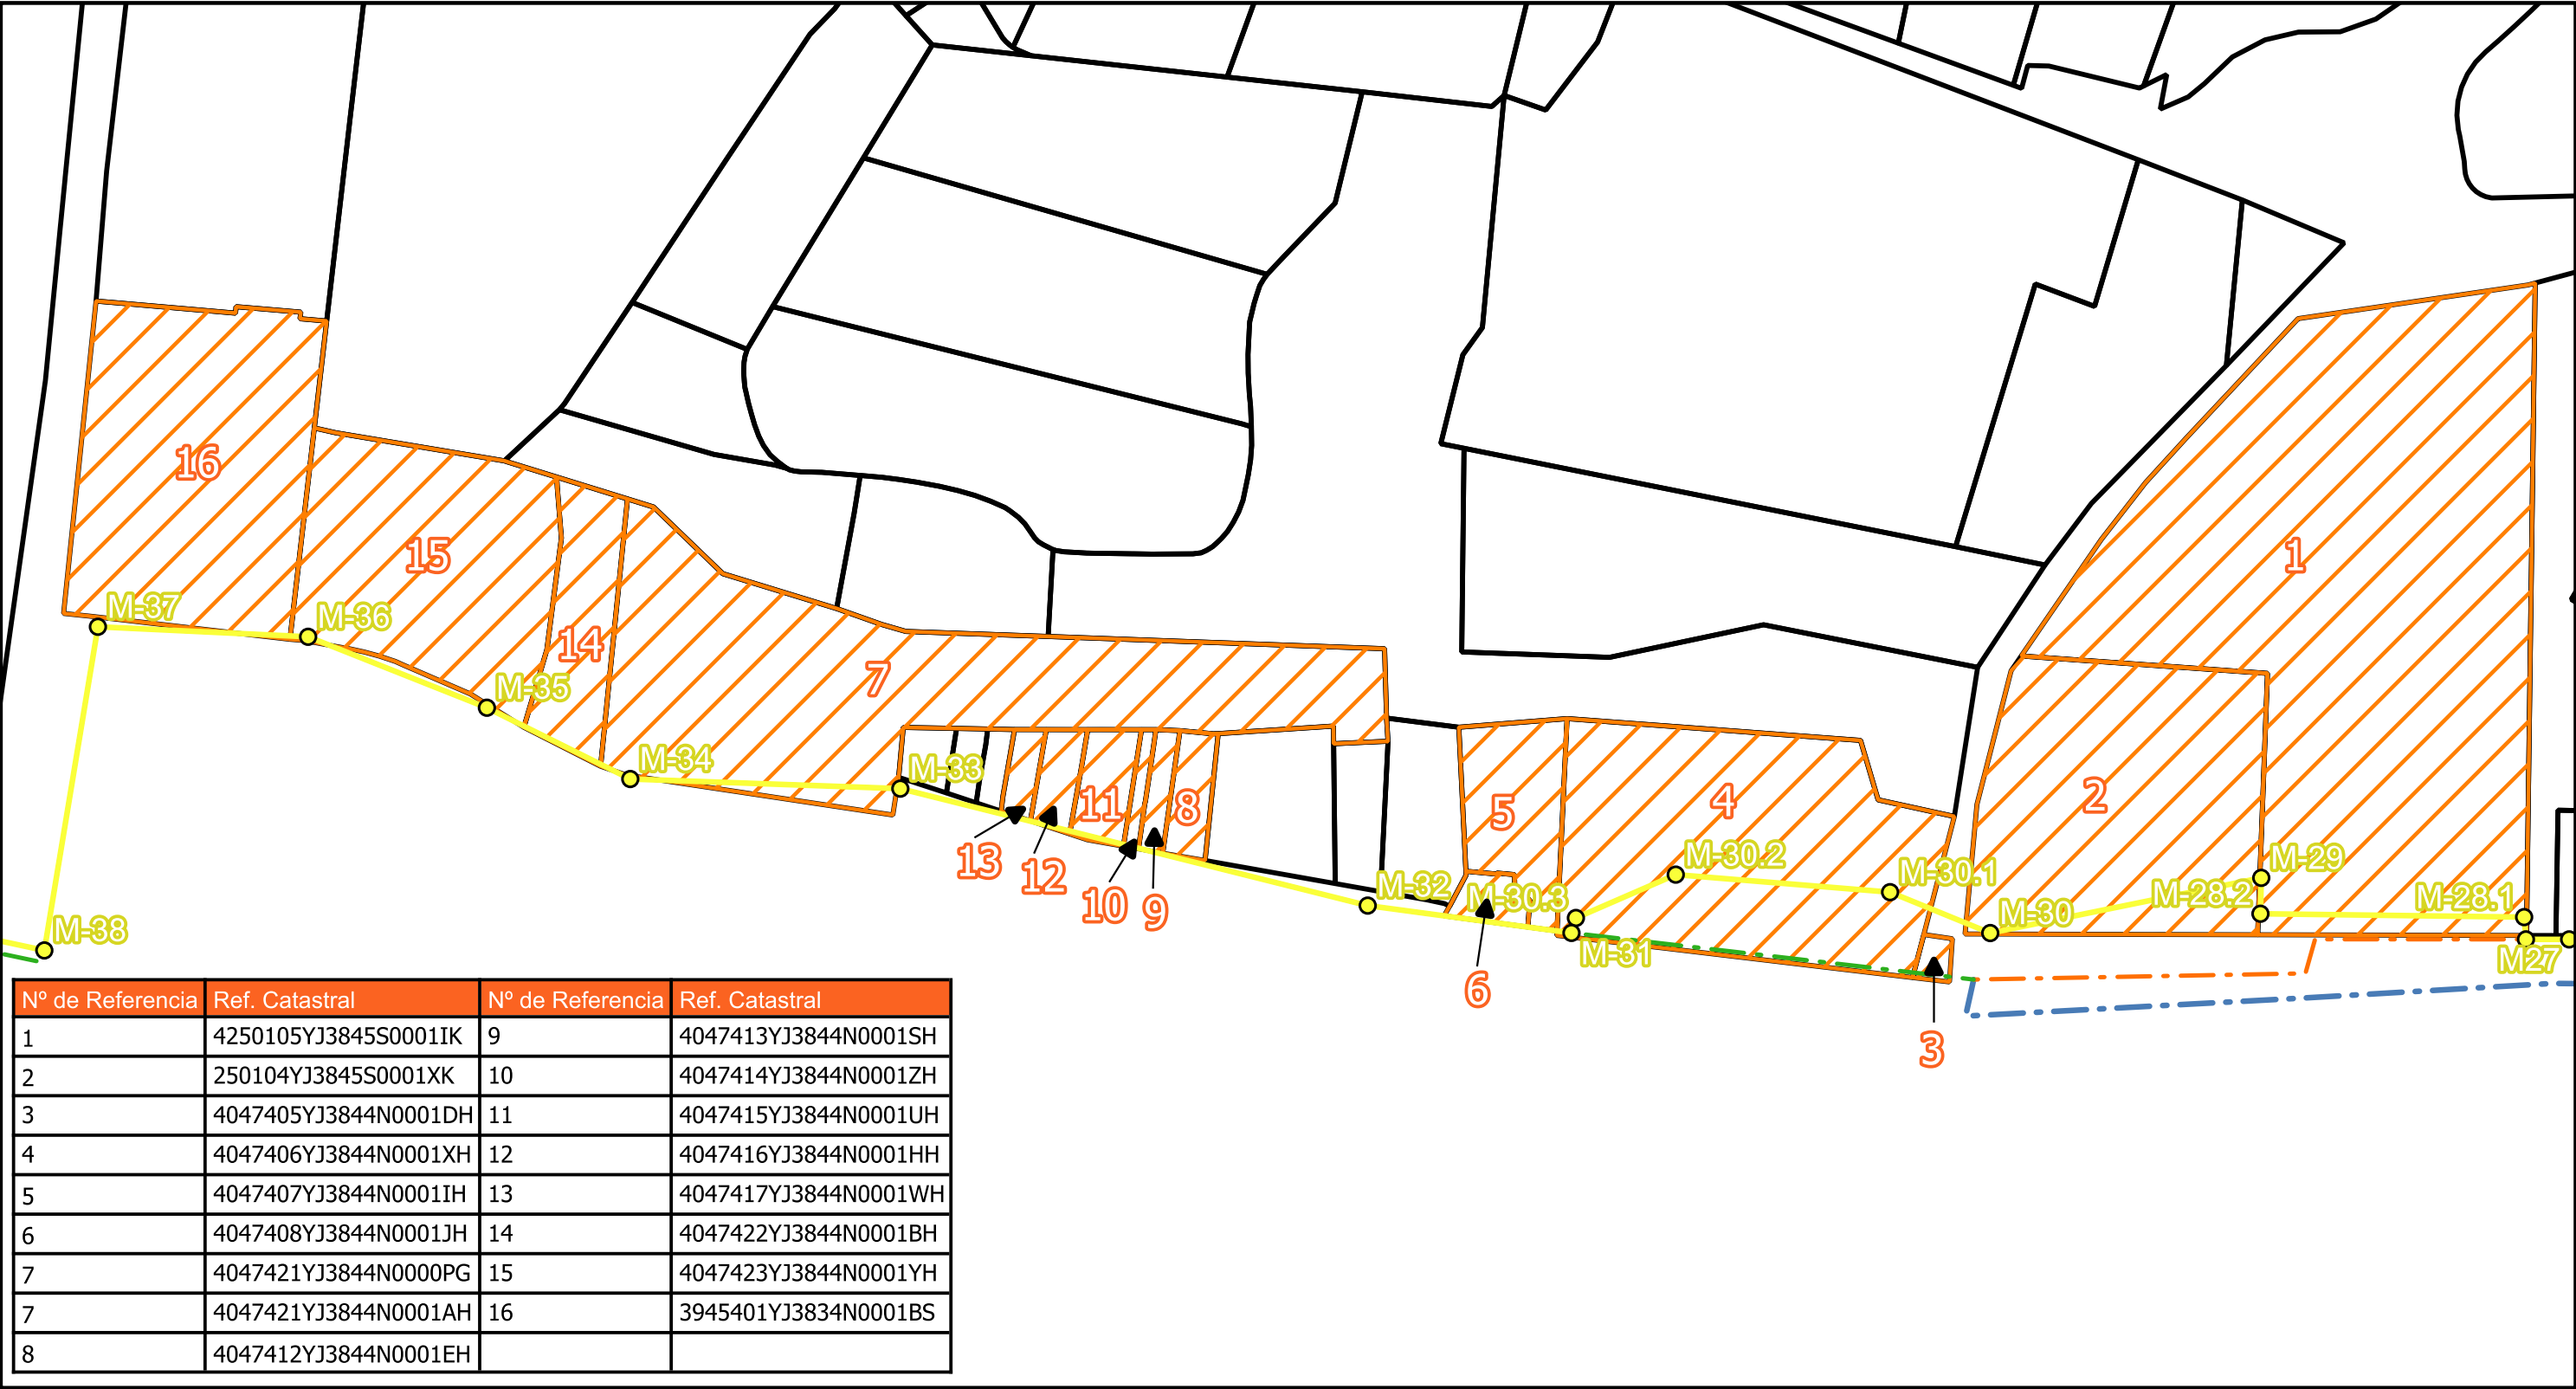 16
1
15
M-37
M-36
14
7
M-35
M-34
M-33
2
4
11
8
5
13
M-30.2
M-29
12
M-30.1
M-32
M-30.3
M-28.2
M-28.1
10
9
M-30
M-38
M-31
M27
6
3
Nº de Referencia Ref. Catastral Nº de Referencia Ref. Catastral
1 4250105YJ3845S0001IK 9 4047413YJ3844N0001SH
2 250104YJ3845S0001XK 10 4047414YJ3844N0001ZH
3 4047405YJ3844N0001DH 11 4047415YJ3844N0001UH
4 4047406YJ3844N0001XH 12 4047416YJ3844N0001HH
5 4047407YJ3844N0001IH 13 4047417YJ3844N0001WH
6 4047408YJ3844N0001JH 14 4047422YJ3844N0001BH
7 4047421YJ3844N0000PG 15 4047423YJ3844N0001YH
7 4047421YJ3844N0001AH 16 3945401YJ3834N0001BS
8 4047412YJ3844N0001EH